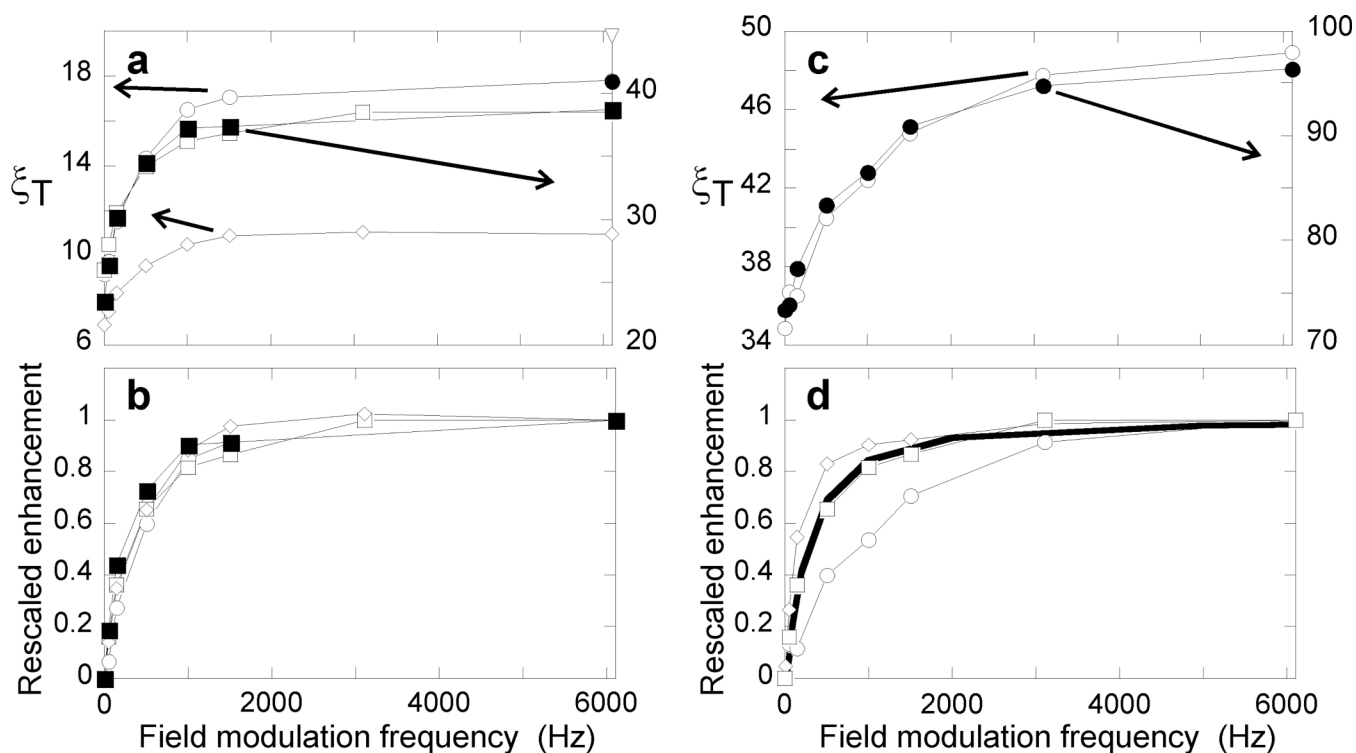 a
18
14
10
6
ξT
40
30
20
b
1
0.8
0.6
0.4
0.2
0
Rescaled enhancement
0 2000 4000 6000
Field modulation frequency (Hz)
c
50
46
42
38
34
ξT
100
90
80
70
d
1
0.8
0.6
0.4
0.2
0
Rescaled enhancement
0 2000 4000 6000
Field modulation frequency (Hz)